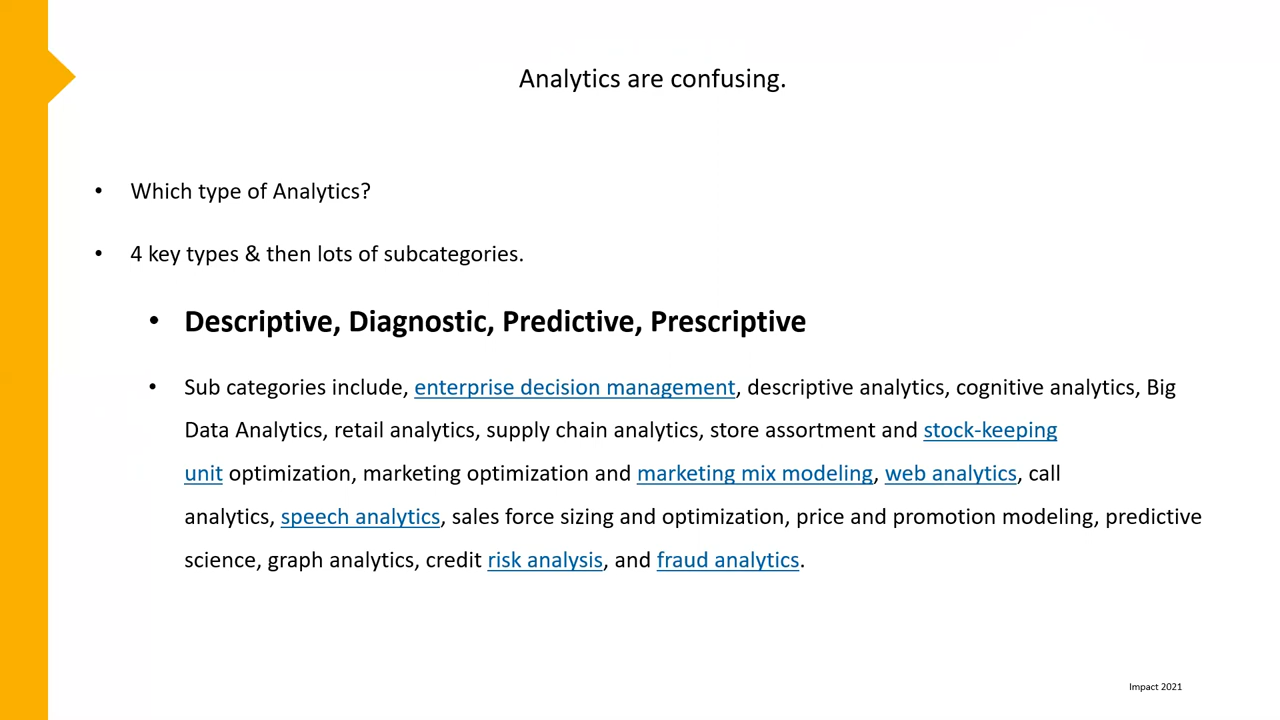 Analytics are confusing.
• Which type of Analytics?
• 4 key types & then lots of subcategories.
• Descriptive, Diagnostic, Predictive, Prescriptive
• Sub categories include, enterprise decision management, descriptive analytics, cognitive analytics, Big
Data Analytics, retail analytics, supply chain analytics, store assortment and stock-keeping
unit optimization, marketing optimization and marketing mix modeling, web analytics, call
analytics, speech analytics, sales force sizing and optimization, price and promotion modeling, predictive
science, graph analytics, credit risk analysis, and fraud analytics.
Impact 2021